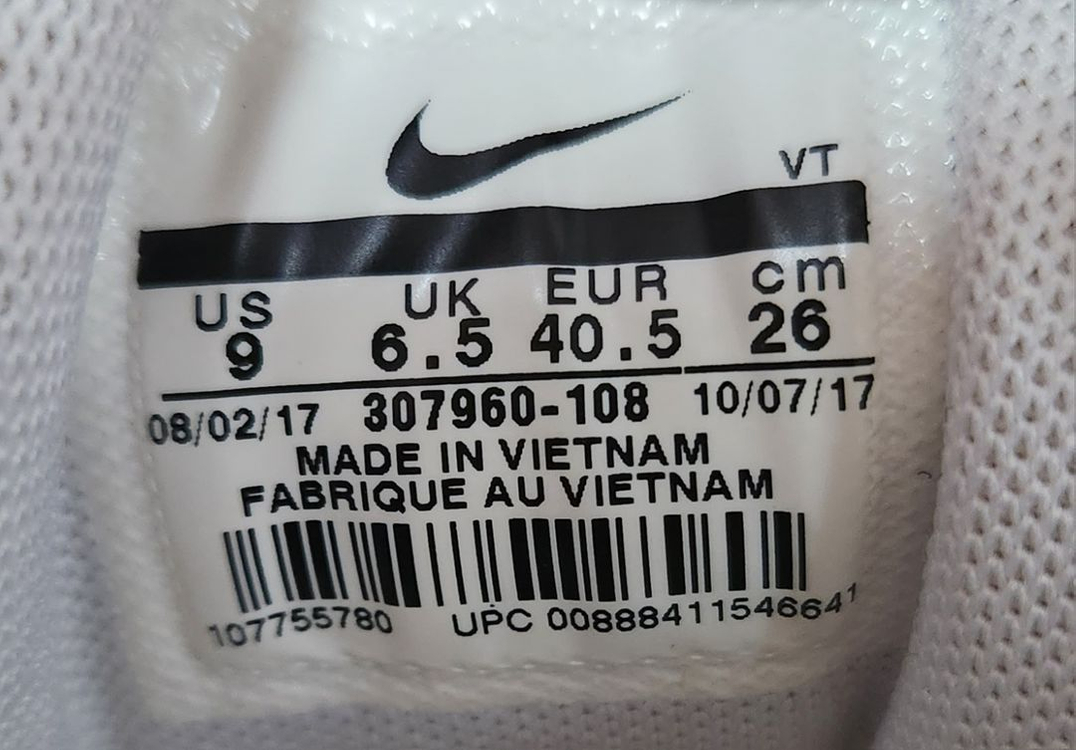 VT
US UK EUR cm
9 6.5 40.5 26
08/02/17 307960-108 10/07/17
MADE IN VIETNAM
FABRIQUE AU VIETNAM
107755780 UPC 00888411546641